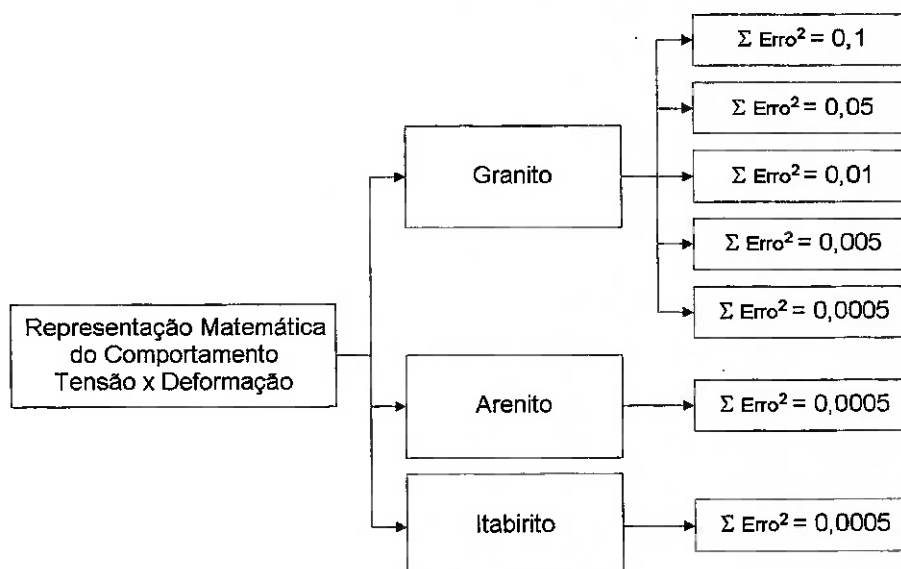 Σ Erro² = 0,1
Σ Erro² = 0,05
Granito
Σ Erro² = 0,01
Σ Erro² = 0,005
Σ Erro² = 0,0005
Representação Matemática
do Comportamento
Tensão x Deformação
Arenito
Σ Erro² = 0,0005
Itabirito
Σ Erro² = 0,0005